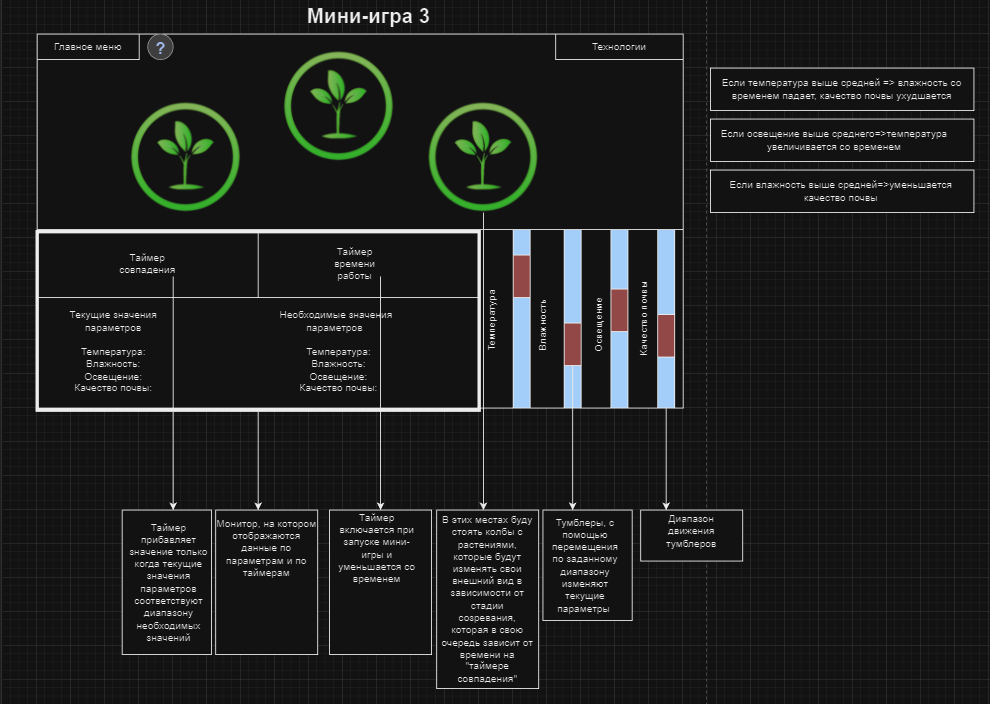 Мини-игра 3
Главное меню
?
Технологии
Если температура выше средней => влажность со
временем падает, качество почвы ухудшается
Если освещение выше среднего=>температура
увеличивается со временем
Если влажность выше средней=>уменьшается
качество почвы
Таймер
совпадения
Таймер
времени
работы
Текущие значения
параметров
Температура:
Влажность:
Освещение:
Качество почвы:
Необходимые значения
параметров
Температура:
Влажность:
Освещение:
Качество почвы:
Температура
Влажность
Освещение
Качество почвы
Таймер
прибавляет
значение только
когда текущие
значения
параметров
соответствуют
диапазону
необходимых
значений
Монитор, на котором
отображаются
данные по
параметрам и по
таймерам
Таймер
включается при
запуске мини-
игры и
уменьшается со
временем
В этих местах буду
стоять колбы с
растениями,
которые будут
изменять свои
внешний вид в
зависимости от
стадии
созревания,
которая в свою
очередь зависит от
времени на
"таймере
совпадения"
Тумблеры, с
помощью
перемещения
по заданному
диапазону
изменяют
текущие
параметры
Диапазон
движения
тумблеров